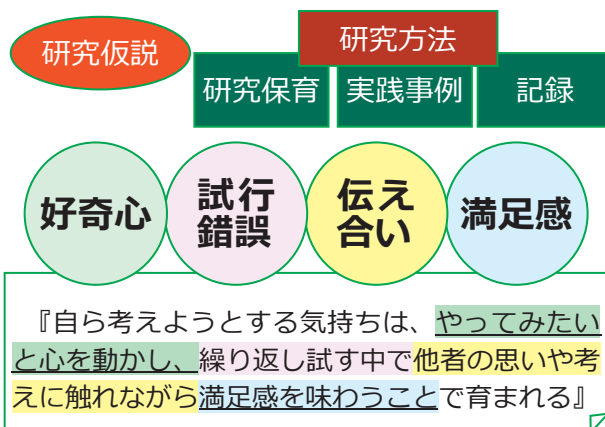 研究仮説
研究方法
研究保育
実践事例
記録
好奇心
試行
錯誤
伝え
合い
満足感
『自ら考えようとする気持ちは、やってみたい
と心を動かし、繰り返し試す中で他者の思いや考
えに触れながら満足感を味わうことで育まれる』